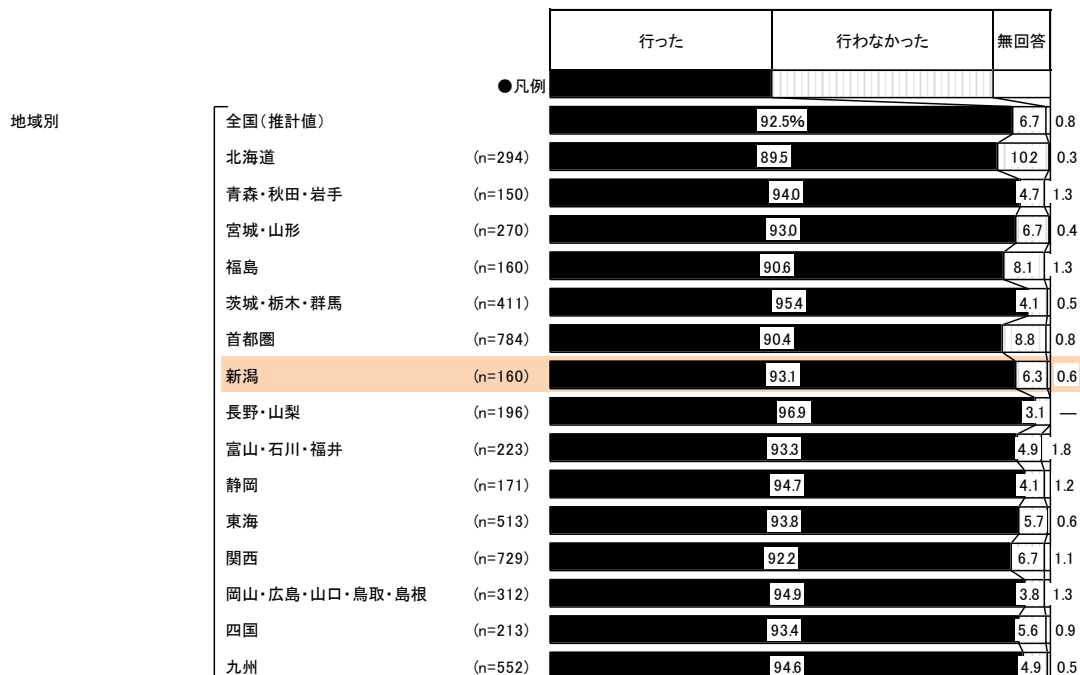 行った 行わなかった 無回答
●凡例
地域別 全国(推計値) 92.5% 6.7 0.8
北海道 (n=294) 89.5 10.2 0.3
青森・秋田・岩手 (n=150) 94.0 4.7 1.3
宮城・山形 (n=270) 93.0 6.7 0.4
福島 (n=160) 90.6 8.1 1.3
茨城・栃木・群馬 (n=411) 95.4 4.1 0.5
首都圏 (n=784) 90.4 8.8 0.8
新潟 (n=160) 93.1 6.3 0.6
長野・山梨 (n=196) 96.9 3.1 ―
富山・石川・福井 (n=223) 93.3 4.9 1.8
静岡 (n=171) 94.7 4.1 1.2
東海 (n=513) 93.8 5.7 0.6
関西 (n=729) 92.2 6.7 1.1
岡山・広島・山口・鳥取・島根 (n=312) 94.9 3.8 1.3
四国 (n=213) 93.4 5.6 0.9
九州 (n=552) 94.6 4.9 0.5